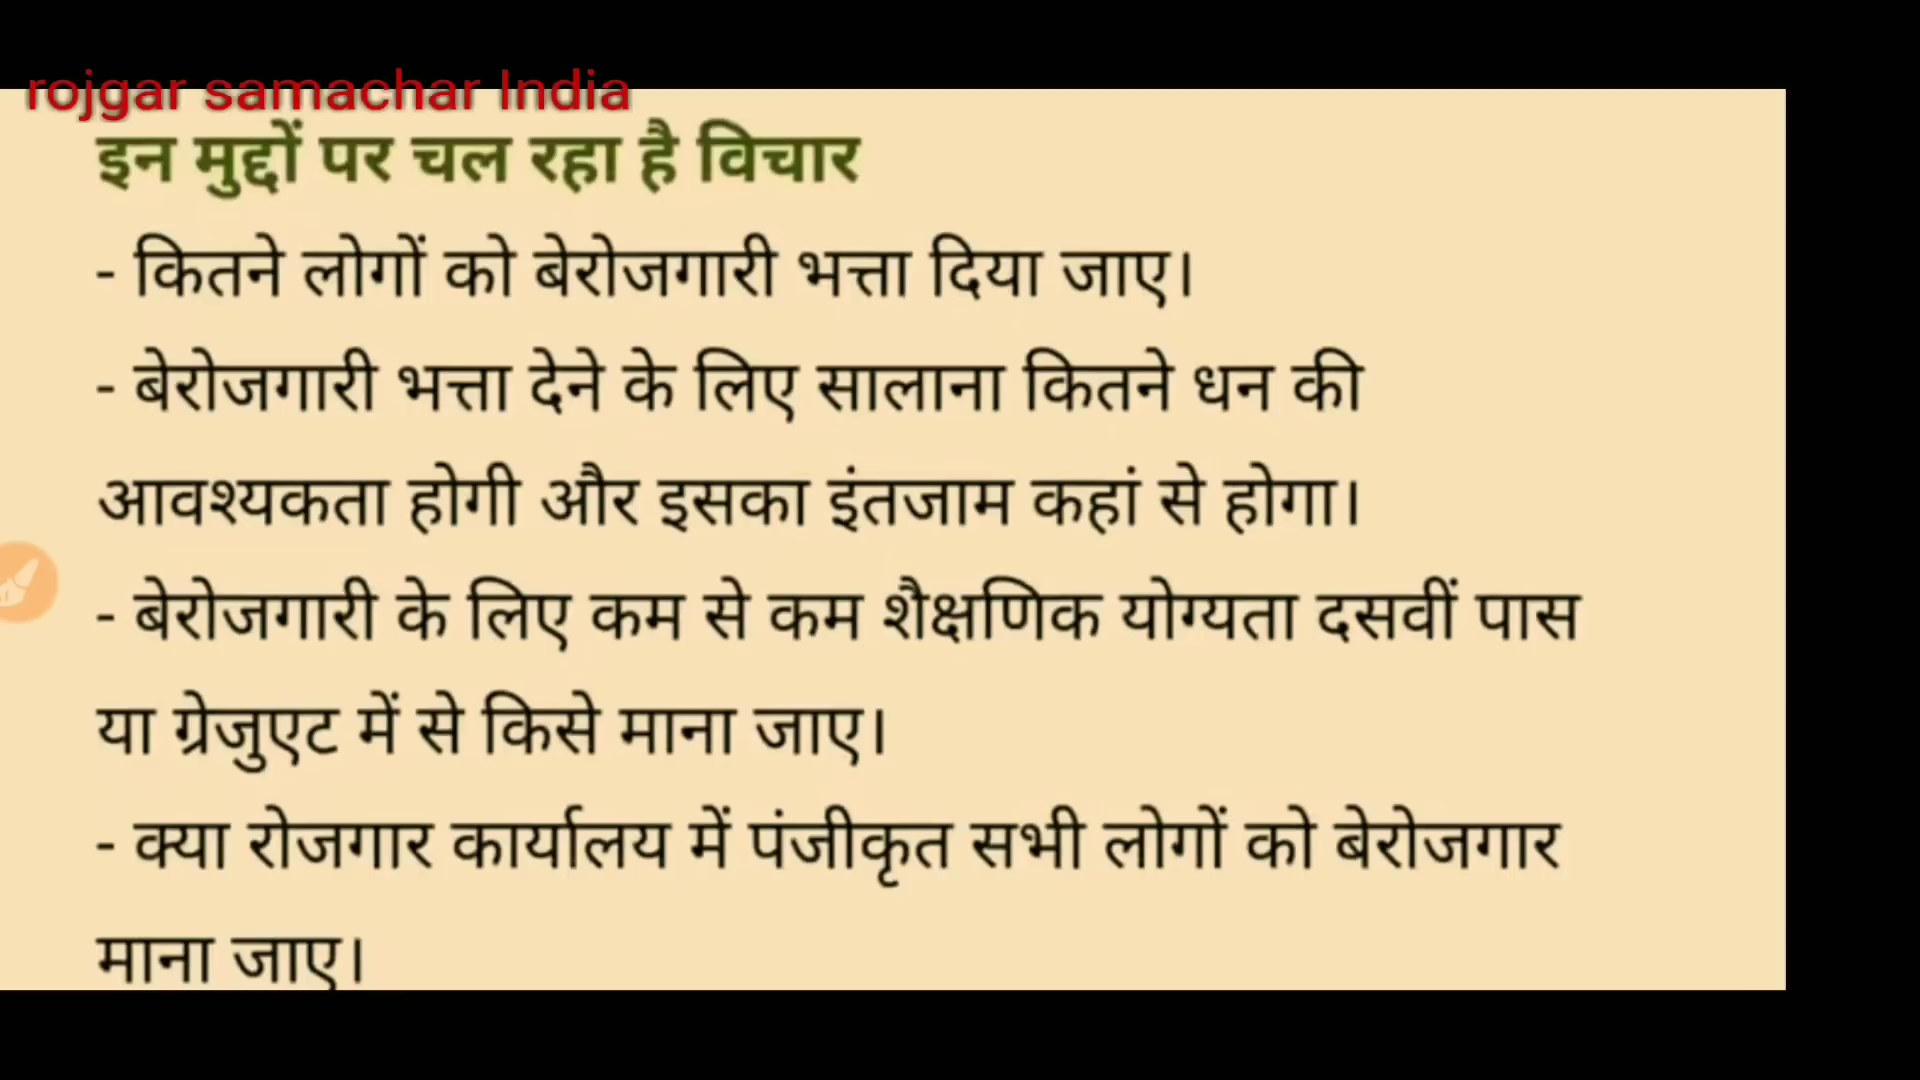 rojgar samachar India
इन मुद्दों पर चल रहा है विचार
- कितने लोगों को बेरोजगारी भत्ता दिया जाए।
- बेरोजगारी भत्ता देने के लिए सालाना कितने धन की
आवश्यकता होगी और इसका इंतजाम कहां से होगा।
- बेरोजगारी के लिए कम से कम शैक्षणिक योग्यता दसवीं पास
या ग्रेजुएट में से किसे माना जाए।
- क्या रोजगार कार्यालय में पंजीकृत सभी लोगों को बेरोजगार
माना जाए।